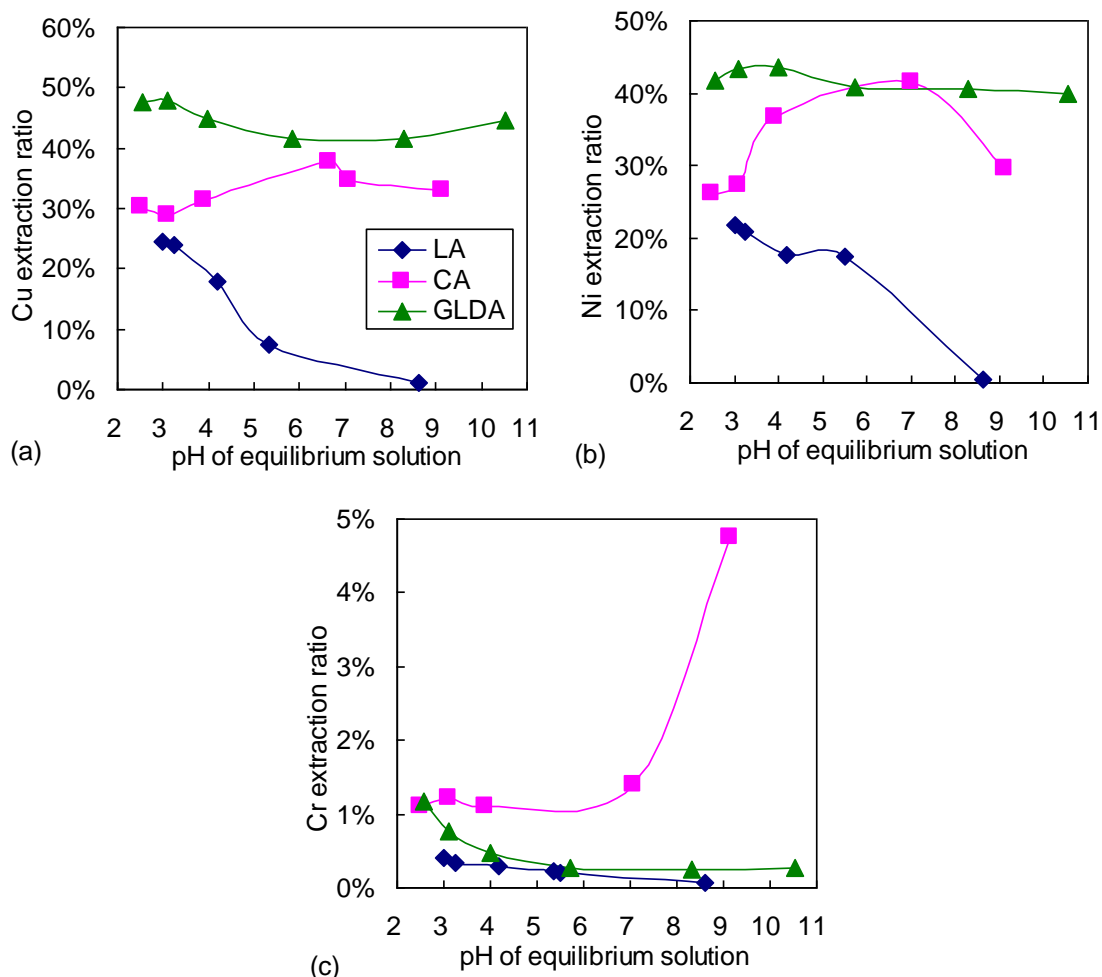 60%
50%
40%
30%
20%
10%
0%
Cu extraction ratio
LA
CA
GLDA
2 3 4 5 6 7 8 9 10 11
pH of equilibrium solution
(a)
50%
40%
30%
20%
10%
0%
Ni extraction ratio
2 3 4 5 6 7 8 9 10 11
pH of equilibrium solution
(b)
5%
4%
3%
2%
1%
0%
Cr extraction ratio
2 3 4 5 6 7 8 9 10 11
pH of equilibrium solution
(c)